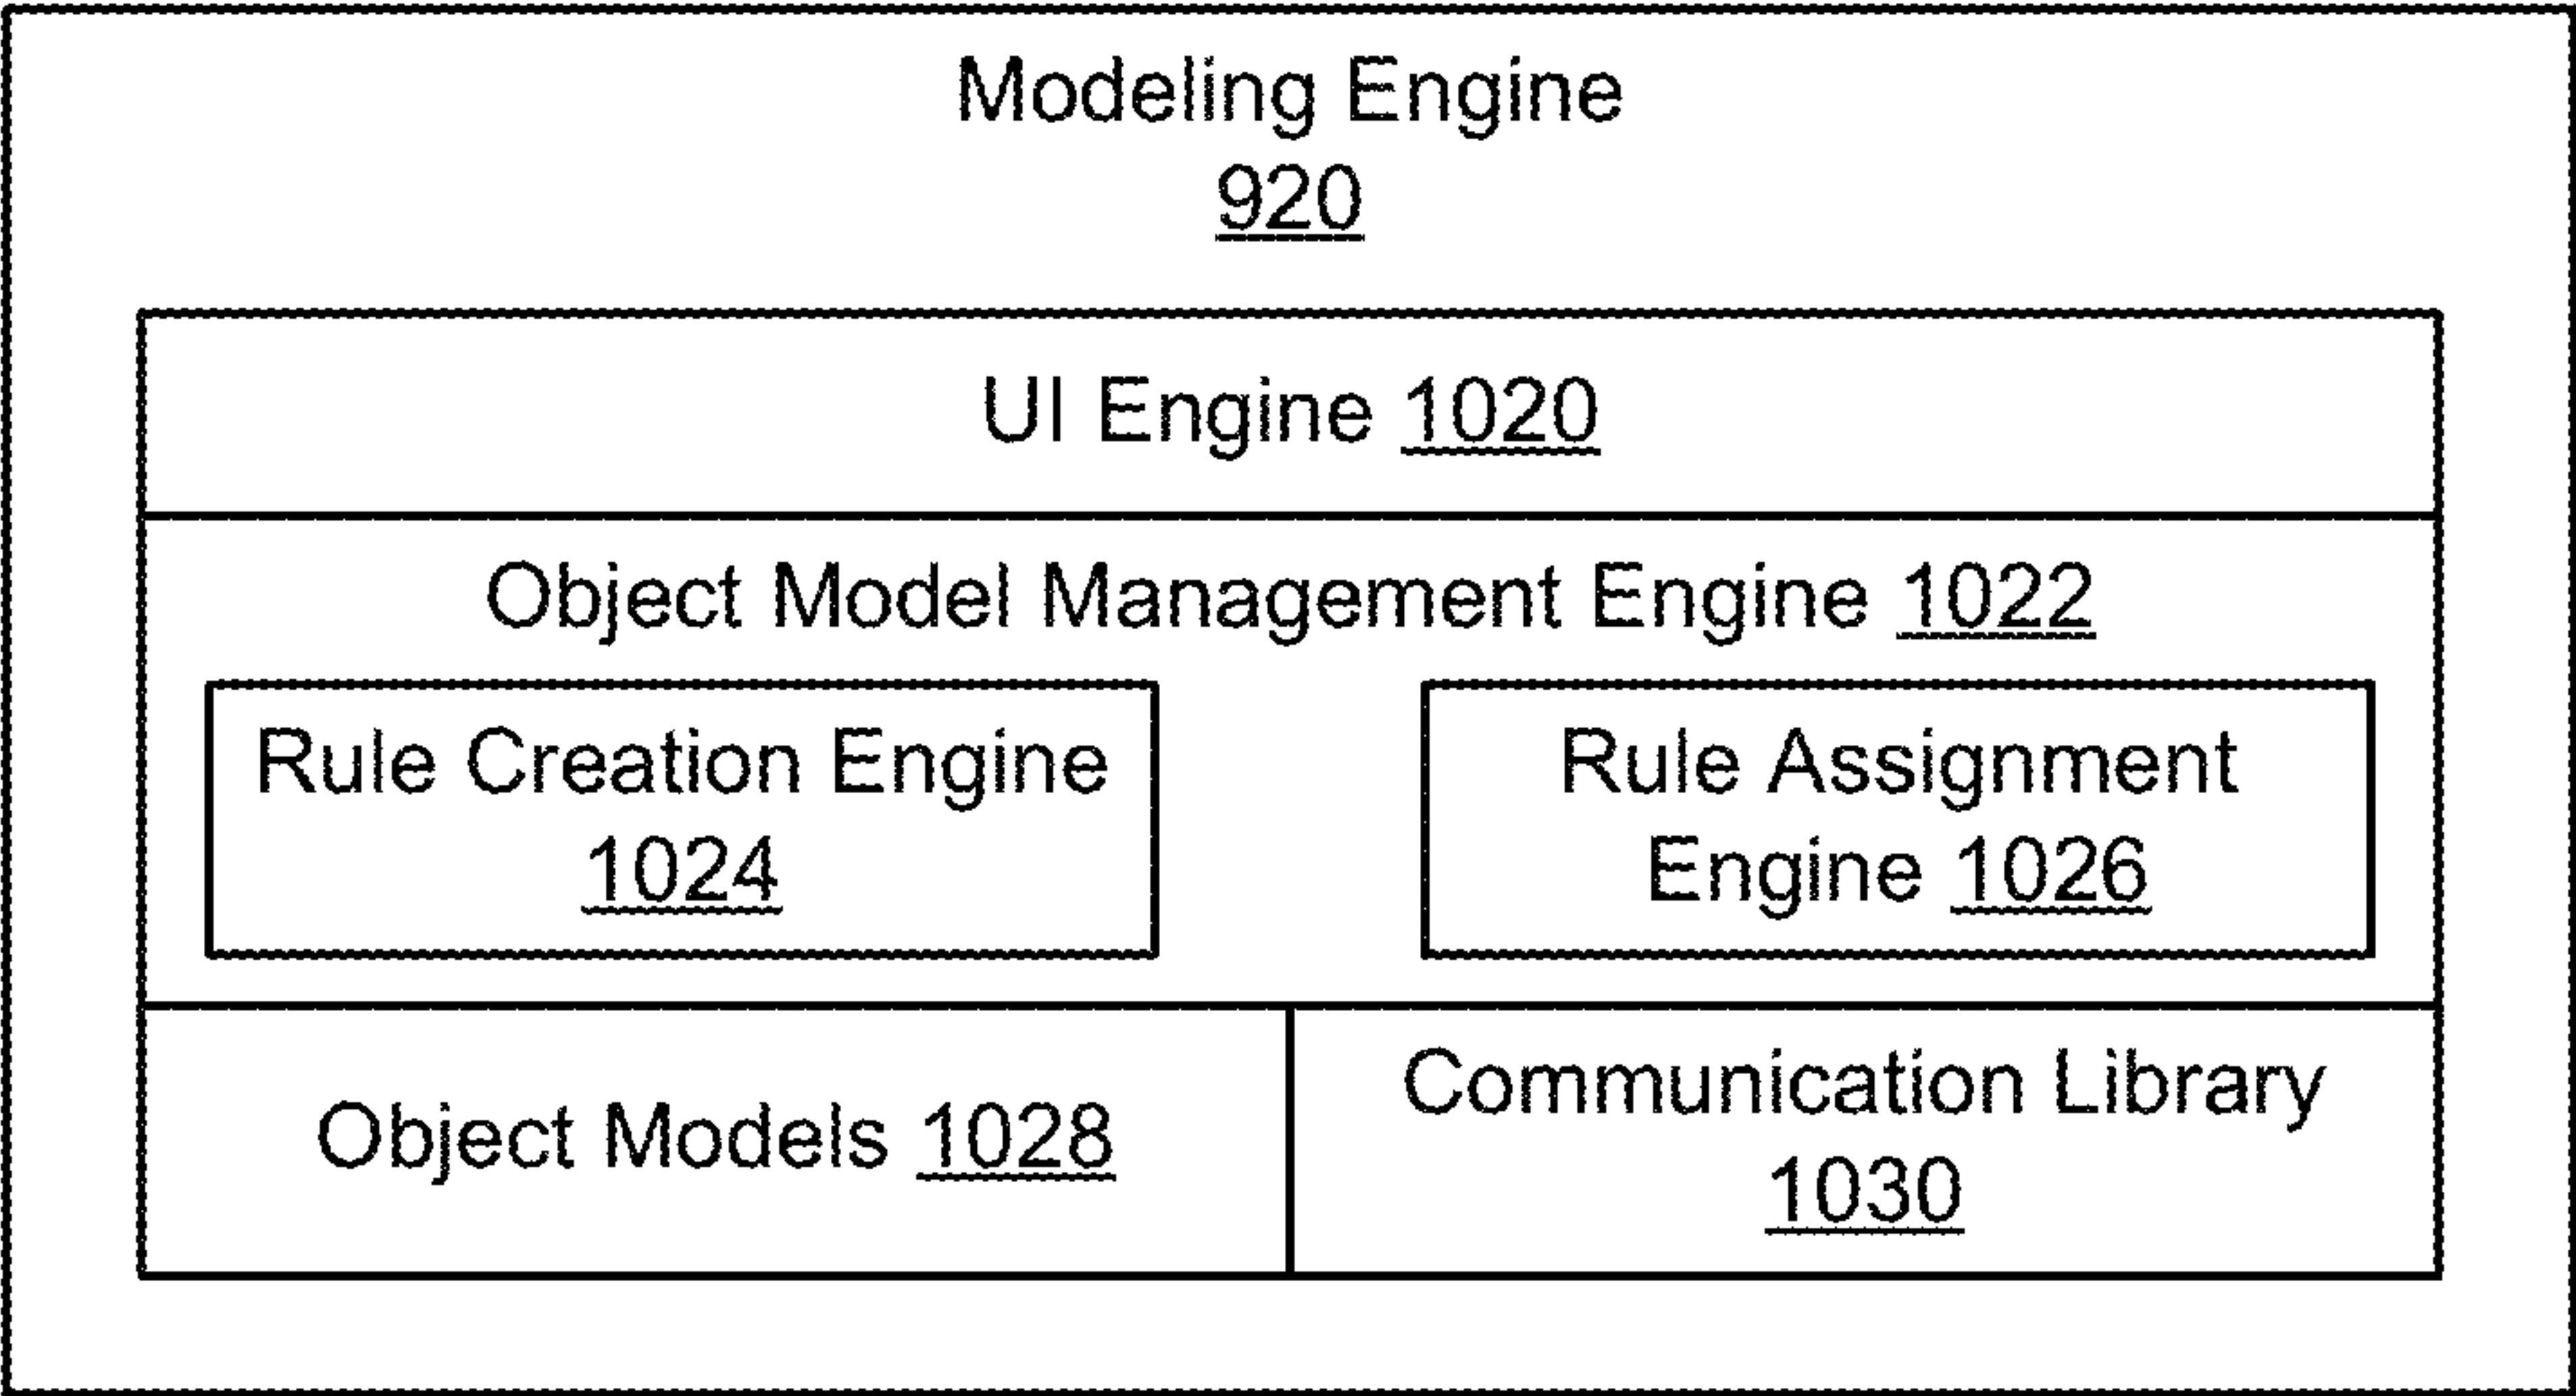 Modeling Engine
920
UI Engine 1020
Object Model Management Engine 1022
Rule Creation Engine
1024
Rule Assignment
Engine 1026
Object Models 1028
Communication Library
1030